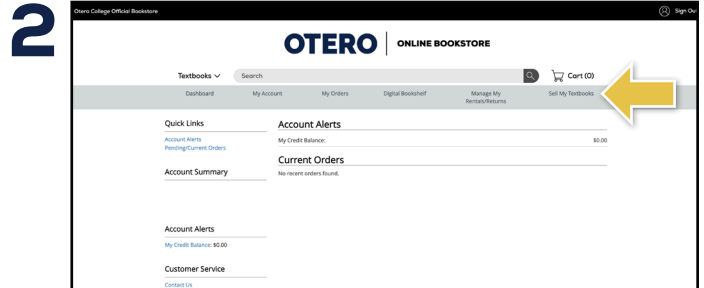 2
Otero College Official Bookstore
Sign Ou
OTERO ONLINE BOOKSTORE
Textbooks Search Cart (0)
Dashboard My Account My Orders Digital Bookshelf Manage My Rentals/Returns Sell My Textbooks
Quick Links
Account Alerts
Pending/Current Orders
Account Summary
Account Alerts
My Credit Balance: $0.00
Current Orders
No recent orders found.
Account Alerts
My Credit Balance: $0.00
Customer Service
Contact Us